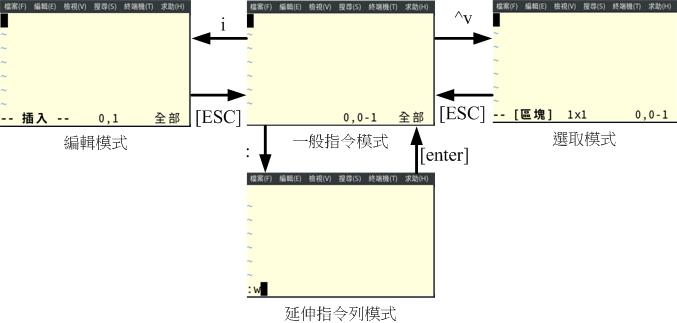 檔案(F) 編輯(E) 檢視(V) 搜尋(S) 終端機(T) 求助(H)
-- 插入 -- 0,1 全部
編輯模式
i
[ESC]
檔案(F) 編輯(E) 檢視(V) 搜尋(S) 終端機(T) 求助(H)
0,0-1 全部
一般指令模式
^v
[ESC]
檔案(F) 編輯(E) 檢視(V) 搜尋(S) 終端機(T) 求助(H)
-- [區塊] 1x1 0,0-1
選取模式
:
[enter]
檔案(F) 編輯(E) 檢視(V) 搜尋(S) 終端機(T) 求助(H)
:w
延伸指令列模式